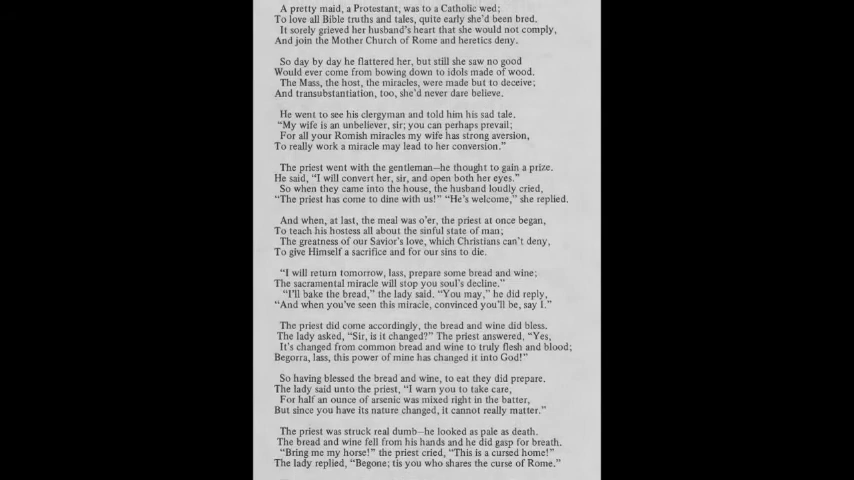 A pretty maid, a Protestant, was to a Catholic wed;
To love all Bible truths and tales, quite early she'd been bred.
It sorely grieved her husband's heart that she would not comply,
And join the Mother Church of Rome and heretics deny.
So day by day he flattered her, but still she saw no good
Would ever come from bowing down to idols made of wood.
The Mass, the host, the miracles, were made but to deceive;
And transubstantiation, too, she'd never dare believe.
He went to see his clergyman and told him his sad tale.
"My wife is an unbeliever, sir; you can perhaps prevail;
For all your Romish miracles my wife has strong aversion,
To really work a miracle may lead to her conversion."
The priest went with the gentleman—he thought to gain a prize.
He said, "I will convert her, sir, and open both her eyes."
So when they came into the house, the husband loudly cried,
"The priest has come to dine with us!" "He's welcome," she replied.
And when, at last, the meal was o'er, the priest at once began,
To teach his hostess all about the sinful state of man;
The greatness of our Savior's love, which Christians can't deny,
To give Himself a sacrifice and for our sins to die.
"I will return tomorrow, lass, prepare some bread and wine;
The sacramental miracle will stop you soul's decline."
"I'll bake the bread," the lady said. "You may," he did reply,
"And when you've seen this miracle, convinced you'll be, say I."
The priest did come accordingly, the bread and wine did bless.
The lady asked, "Sir, is it changed?" The priest answered, "Yes,
It's changed from common bread and wine to truly flesh and blood;
Begorra, lass, this power of mine has changed it into God!"
So having blessed the bread and wine, to eat they did prepare.
The lady said unto the priest, "I warn you to take care,
For half an ounce of arsenic was mixed right in the batter,
But since you have its nature changed, it cannot really matter."
The priest was struck real dumb—he looked as pale as death.
The bread and wine fell from his hands and he did gasp for breath.
"Bring me my horse!" the priest cried, "This is a cursed home!"
The lady replied, "Begone; tis you who shares the curse of Rome."